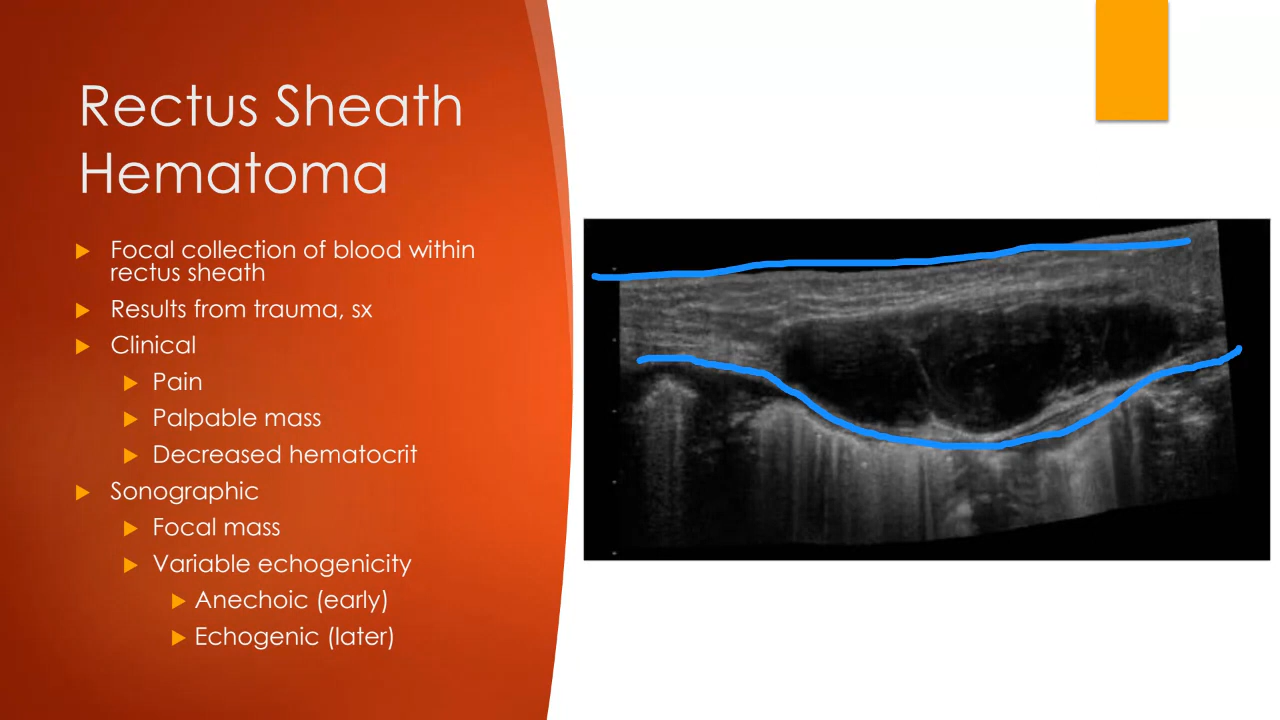 Rectus Sheath
Hematoma
Focal collection of blood within
rectus sheath
Results from trauma, sx
Clinical
Pain
Palpable mass
Decreased hematocrit
Sonographic
Focal mass
Variable echogenicity
Anechoic (early)
Echogenic (later)